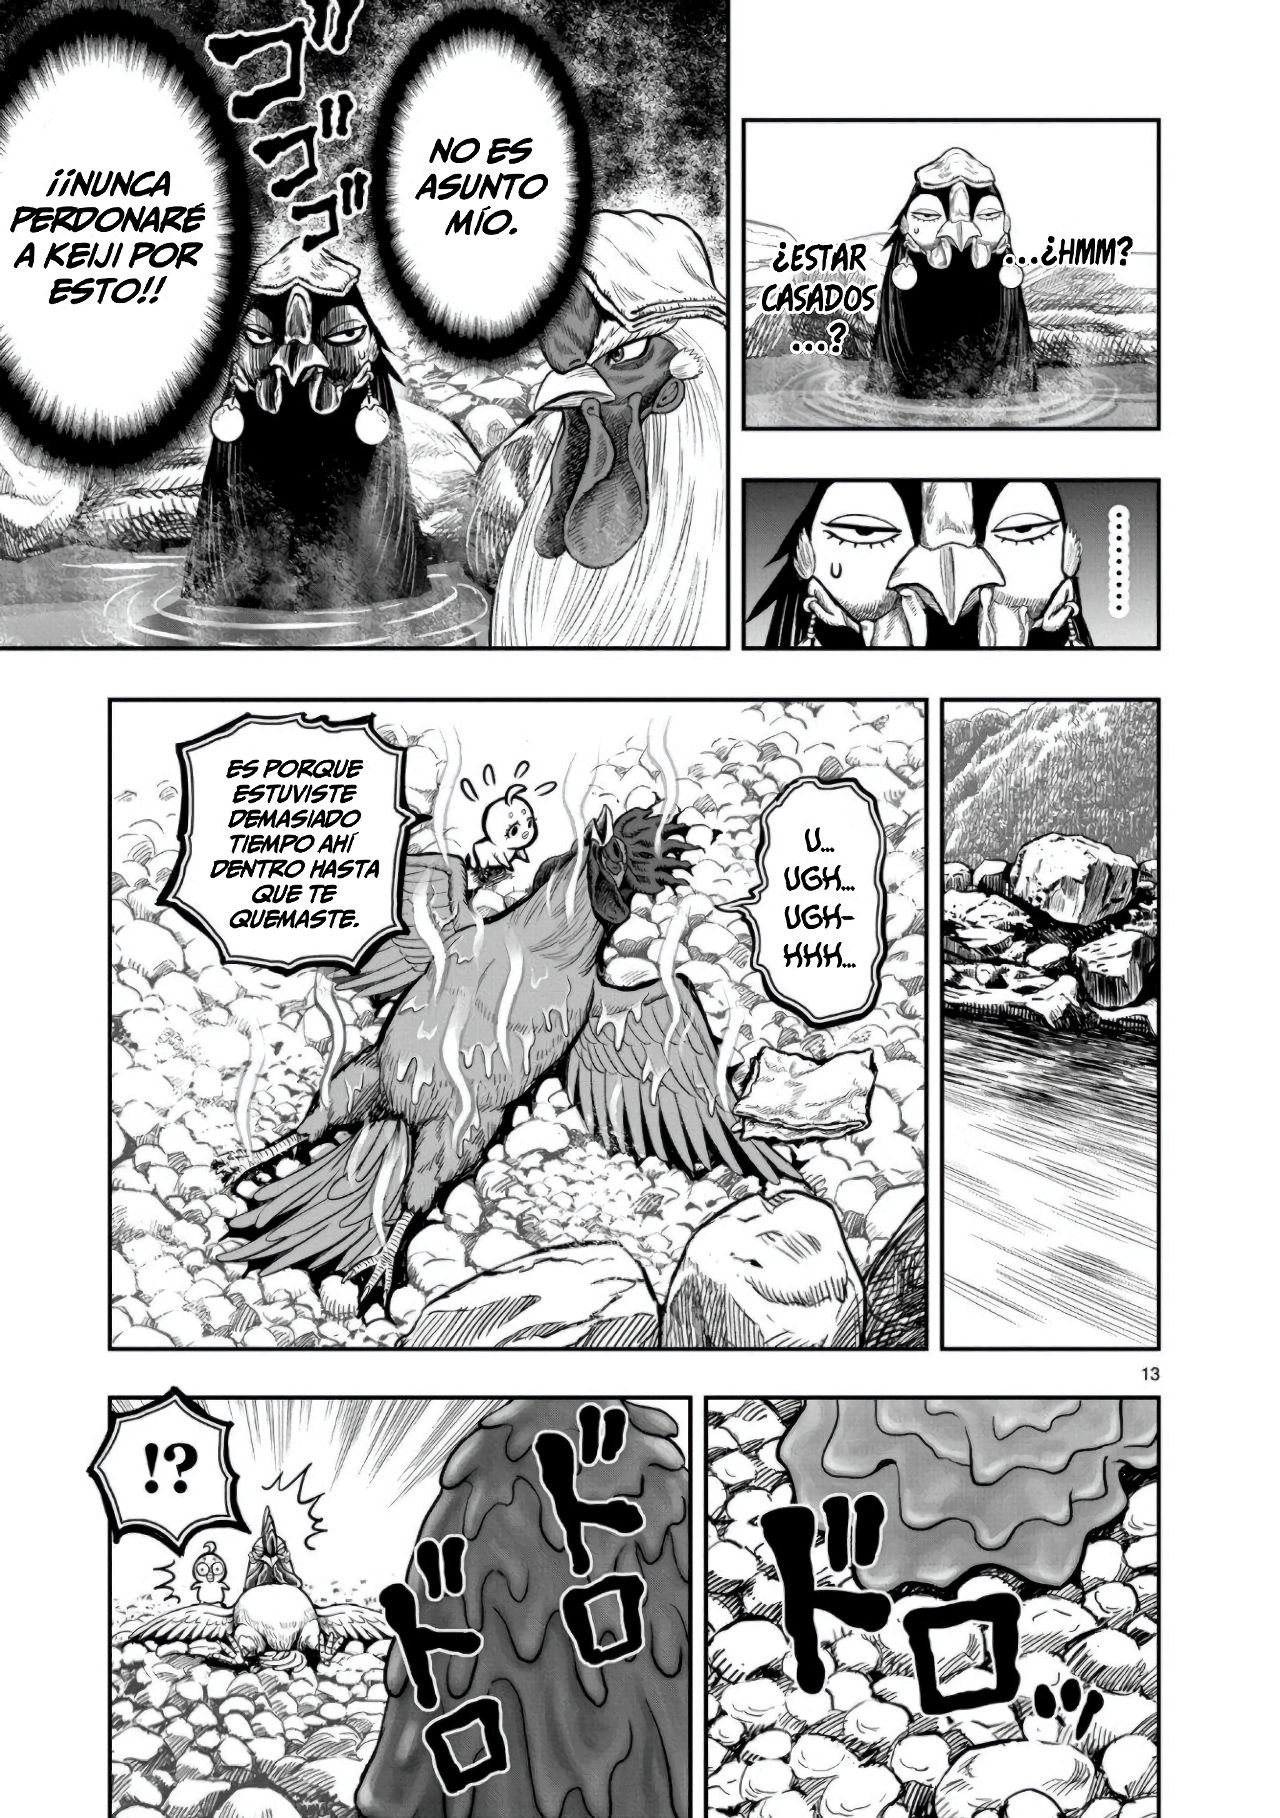 …¿HMM?
¿ESTAR
CASADOS
…?
………
NO ES
ASUNTO
MÍO.
ゴゴゴゴ
¡¡NUNCA
PERDONARÉ
A KEIJI POR
ESTO!!
U...
UGH...
UGH-
HHH...
ES PORQUE
ESTUVISTE
DEMASIADO
TIEMPO AHÍ
DENTRO HASTA
QUE TE
QUEMASTE.
13
ドロッ
ドロ
ドロ
!?